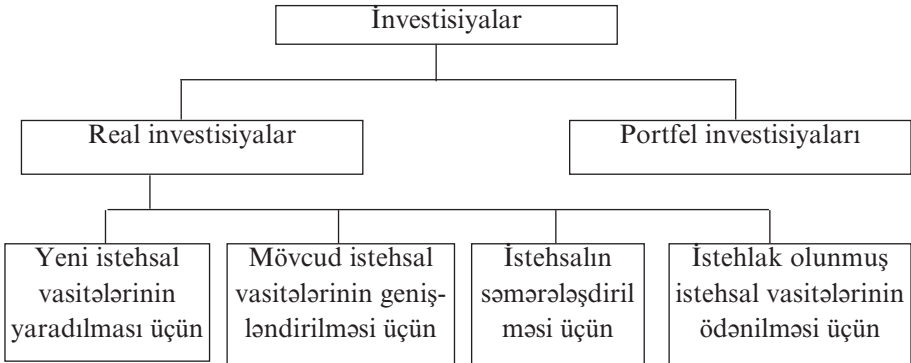 İnvestisiyalar
Real investisiyalar
Portfel investisiyaları
Yeni istehsal
vasitələrinin
yaradılması üçün
Mövcud istehsal
vasitələrinin geniş-
ləndirilməsi üçün
İstehsalın
səmərələşdiril
məsi üçün
İstehlak olunmuş
istehsal vasitələrinin
ödənilməsi üçün